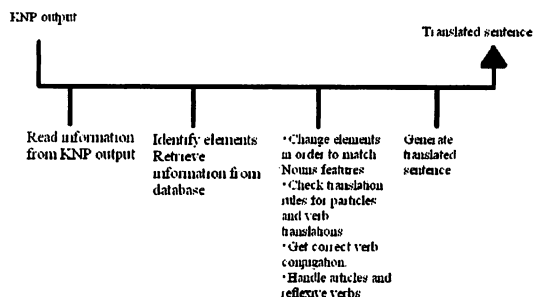 KNP output
Translated sentence
Read information
from KNP output
Identify elements
Retrieve
information from
database
•Change elements
in order to match
Nouns features
•Check translation
rules for particles
and verb
translations
•Get correct verb
conjugation.
•Handle articles and
reflexive verbs
Generate
translated
sentence